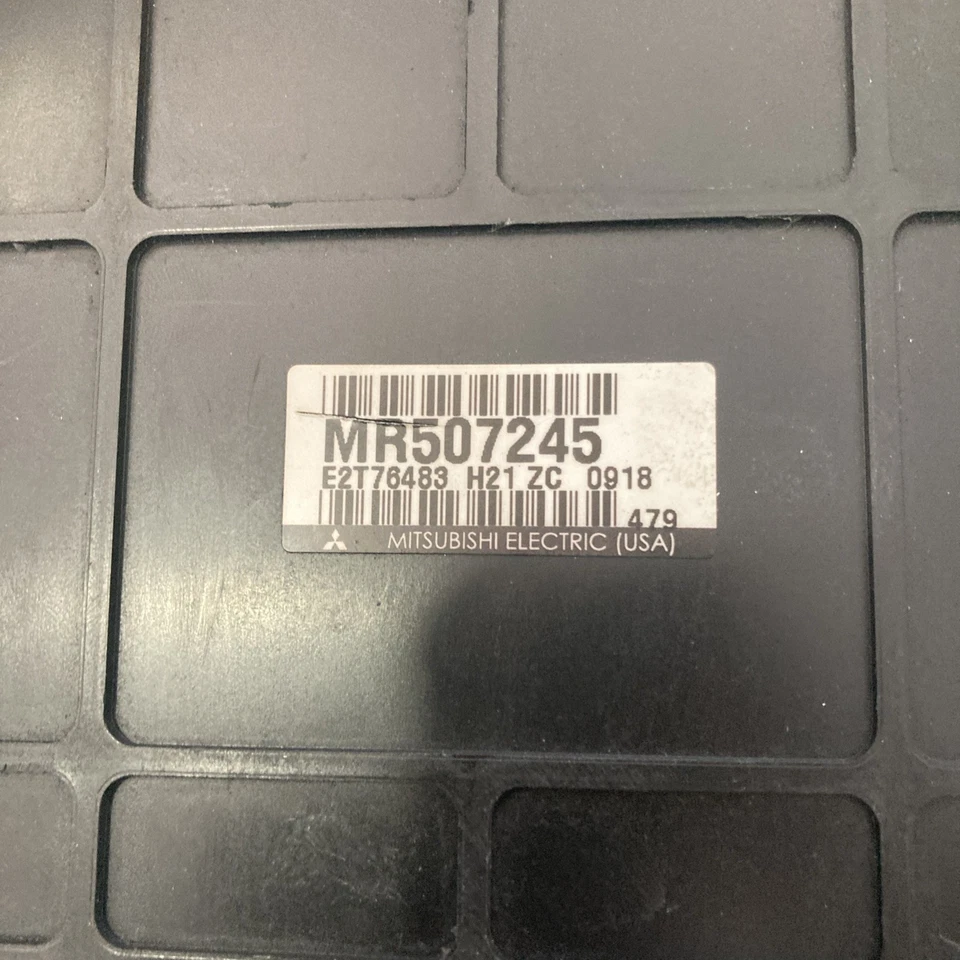 MR507245
E2T76483 H21 ZC 0918
479
MITSUBISHI ELECTRIC (USA)